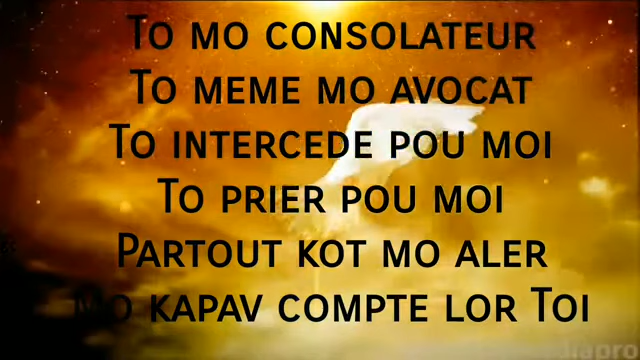 To mo consolateur
To meme mo avocat
To intercede pou moi
To prier pou moi
Partout kot mo aler
Mo kapav compte lor Toi